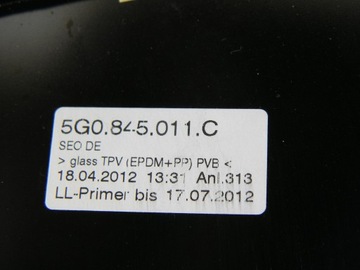 5G0.845.011.C
SEO DE
> glass TPV (EPDM+PP) PVB <
18.04.2012 13:31 Anl.313
LL-Primer bis 17.07.2012